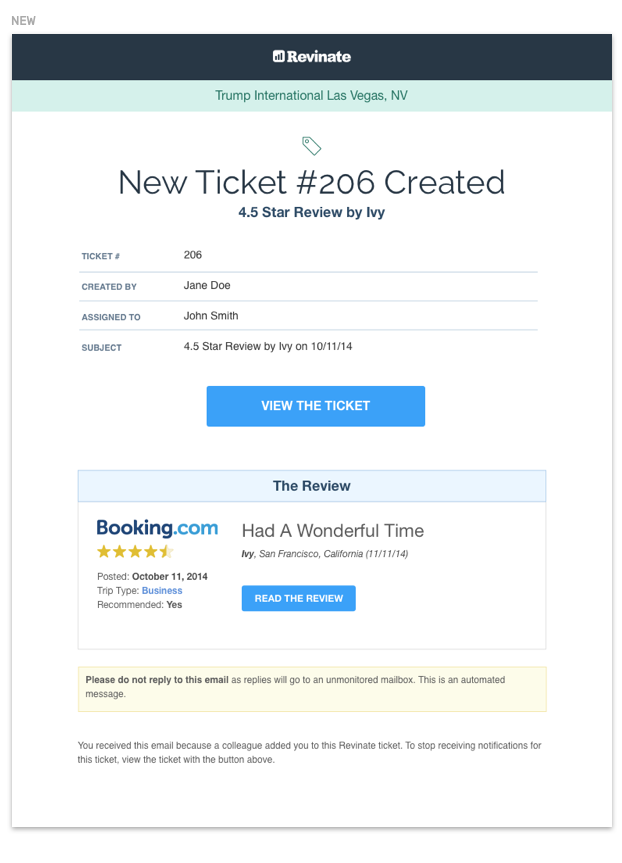 NEW
Revinate
Trump International Las Vegas, NV
New Ticket #206 Created
4.5 Star Review by Ivy
TICKET # 206
CREATED BY Jane Doe
ASSIGNED TO John Smith
SUBJECT 4.5 Star Review by Ivy on 10/11/14
VIEW THE TICKET
The Review
Booking.com
Posted: October 11, 2014
Trip Type: Business
Recommended: Yes
Had A Wonderful Time
Ivy, San Francisco, California (11/11/14)
READ THE REVIEW
Please do not reply to this email as replies will go to an unmonitored mailbox. This is an automated
message.
You received this email because a colleague added you to this Revinate ticket. To stop receiving notifications for
this ticket, view the ticket with the button above.